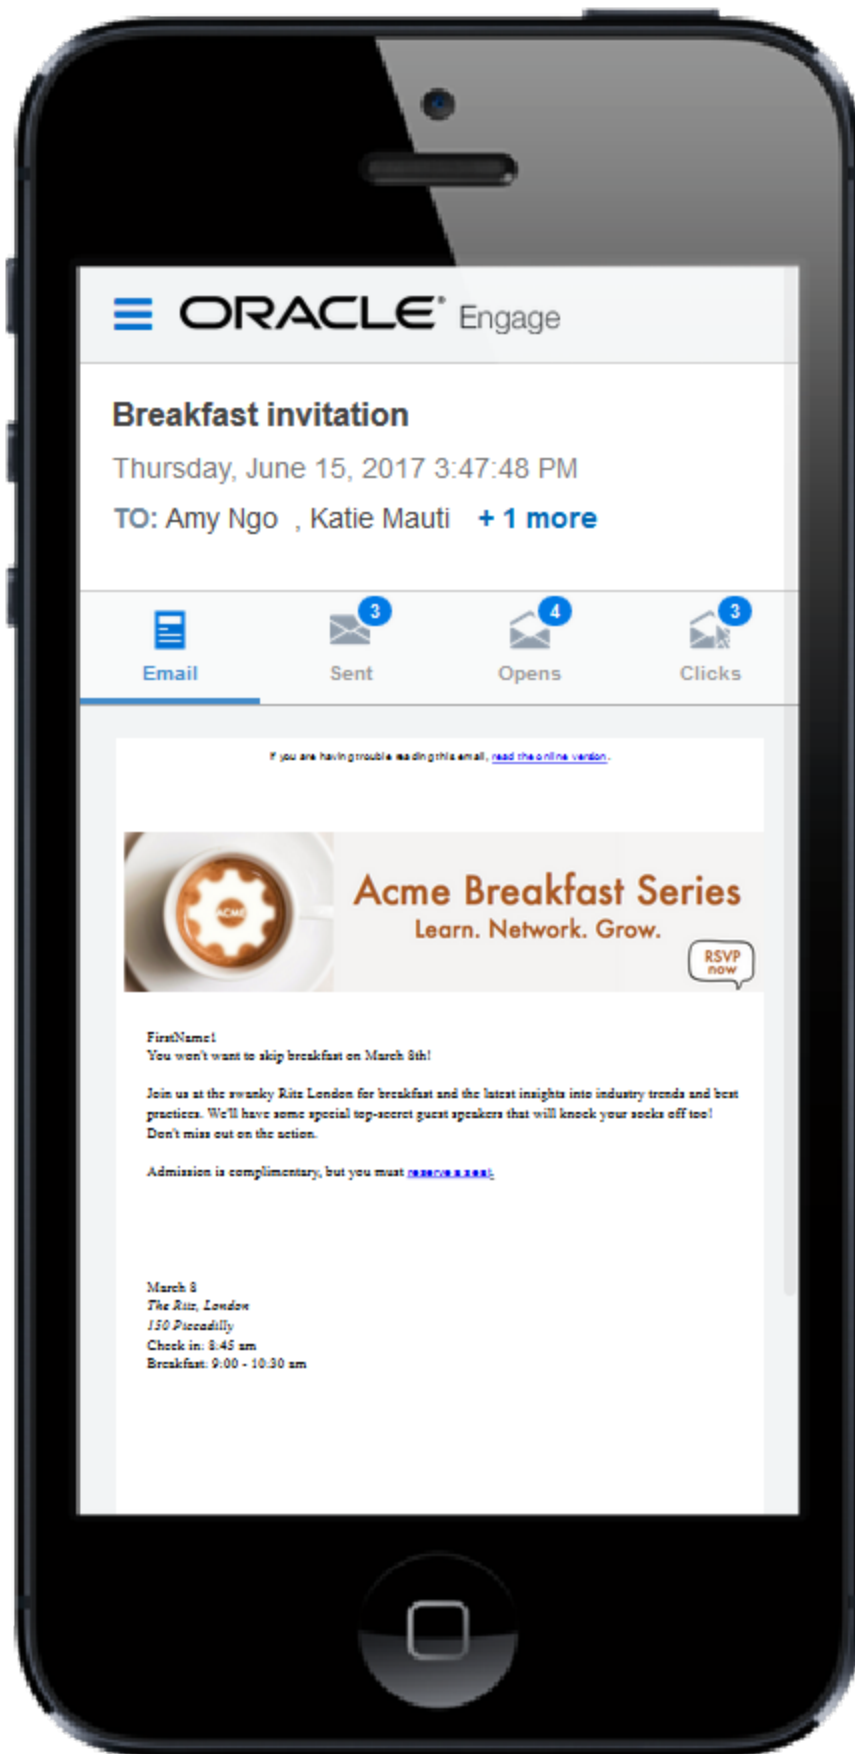 ORACLE® Engage
Breakfast invitation
Thursday, June 15, 2017 3:47:48 PM
TO: Amy Ngo , Katie Mauti + 1 more
3 4 3
Email Sent Opens Clicks
If you are having trouble reading this email, read the online version.
ACME
Acme Breakfast Series
Learn. Network. Grow.
RSVP
now
FirstName1
You won't want to skip breakfast on March 8th!
Join us at the swanky Ritz London for breakfast and the latest insights into industry trends and best
practices. We'll have some special top-secret guest speakers that will knock your socks off too!
Don't miss out on the action.
Admission is complimentary, but you must reserve a seat.
March 8
The Ritz, London
150 Piccadilly
Check in: 8:45 am
Breakfast: 9:00 - 10:30 am